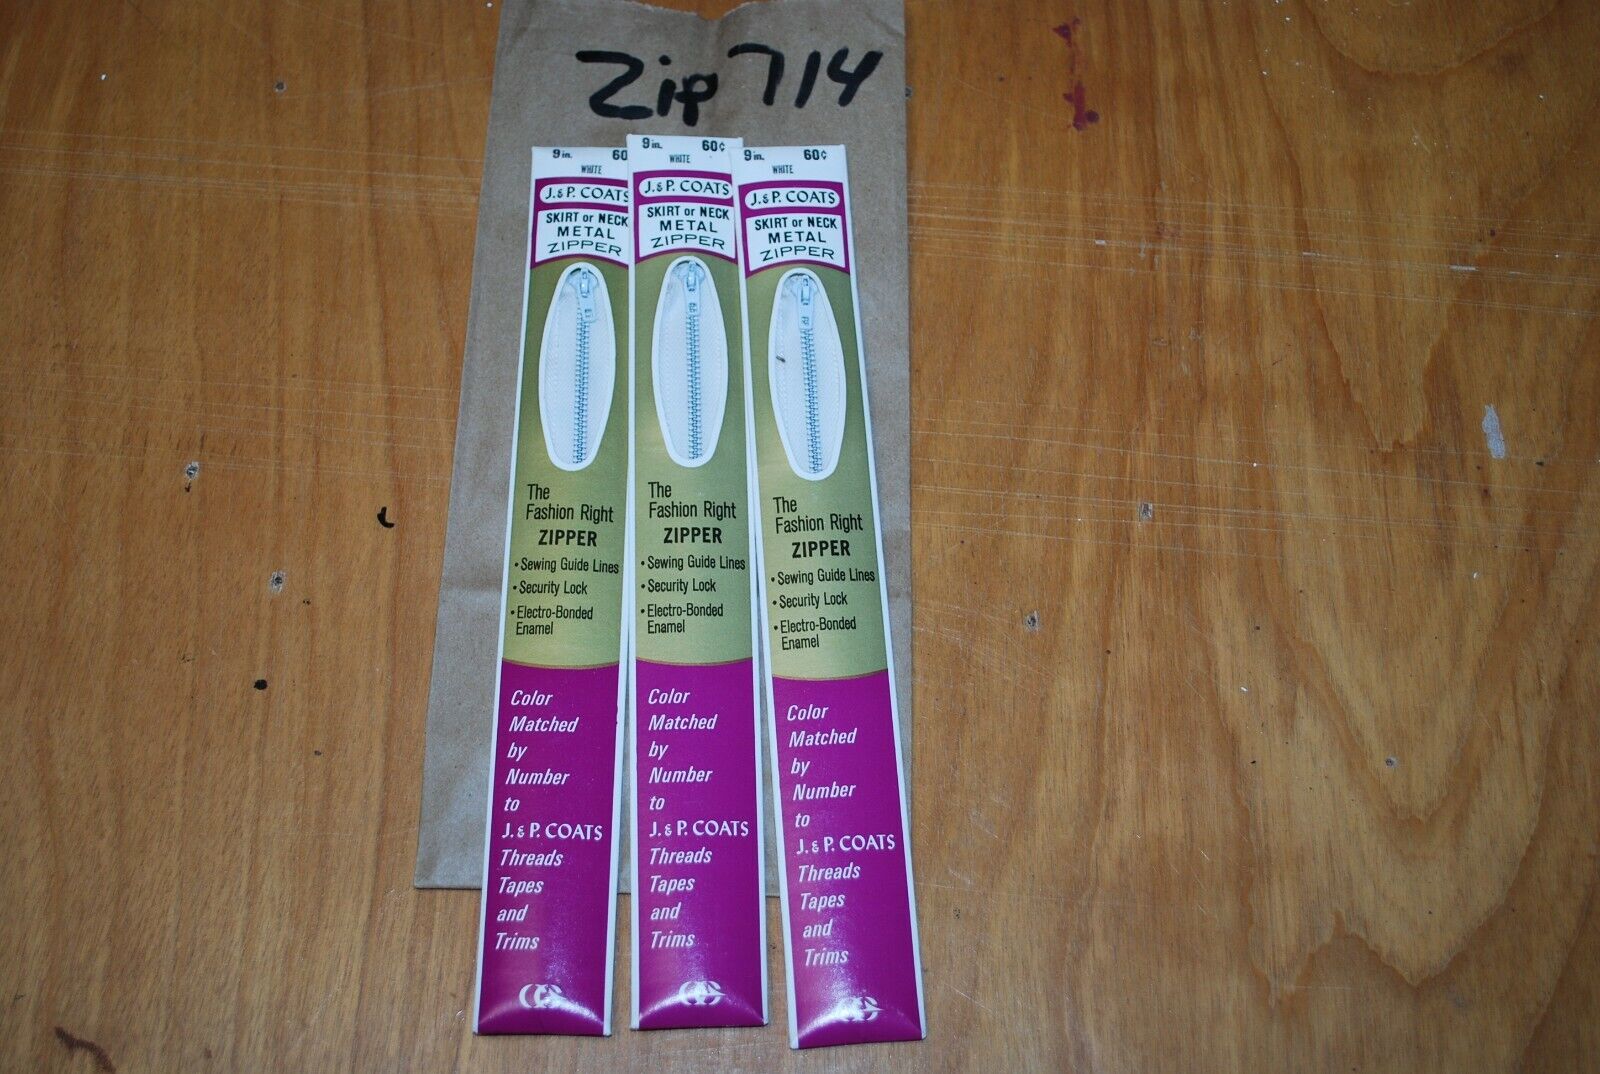 Zip 714
9 in. 60
WHITE
J. & P. COATS
SKIRT or NECK
METAL
ZIPPER
The
Fashion Right
ZIPPER
• Sewing Guide Lines
• Security Lock
• Electro-Bonded
Enamel
Color
Matched
by
Number
to
J. & P. COATS
Threads
Tapes
and
Trims
9 in. 60¢
WHITE
J. & P. COATS
SKIRT or NECK
METAL
ZIPPER
The
Fashion Right
ZIPPER
• Sewing Guide Lines
• Security Lock
• Electro-Bonded
Enamel
Color
Matched
by
Number
to
J. & P. COATS
Threads
Tapes
and
Trims
9 in. 60¢
WHITE
J. & P. COATS
SKIRT or NECK
METAL
ZIPPER
The
Fashion Right
ZIPPER
• Sewing Guide Lines
• Security Lock
• Electro-Bonded
Enamel
Color
Matched
by
Number
to
J. & P. COATS
Threads
Tapes
and
Trims